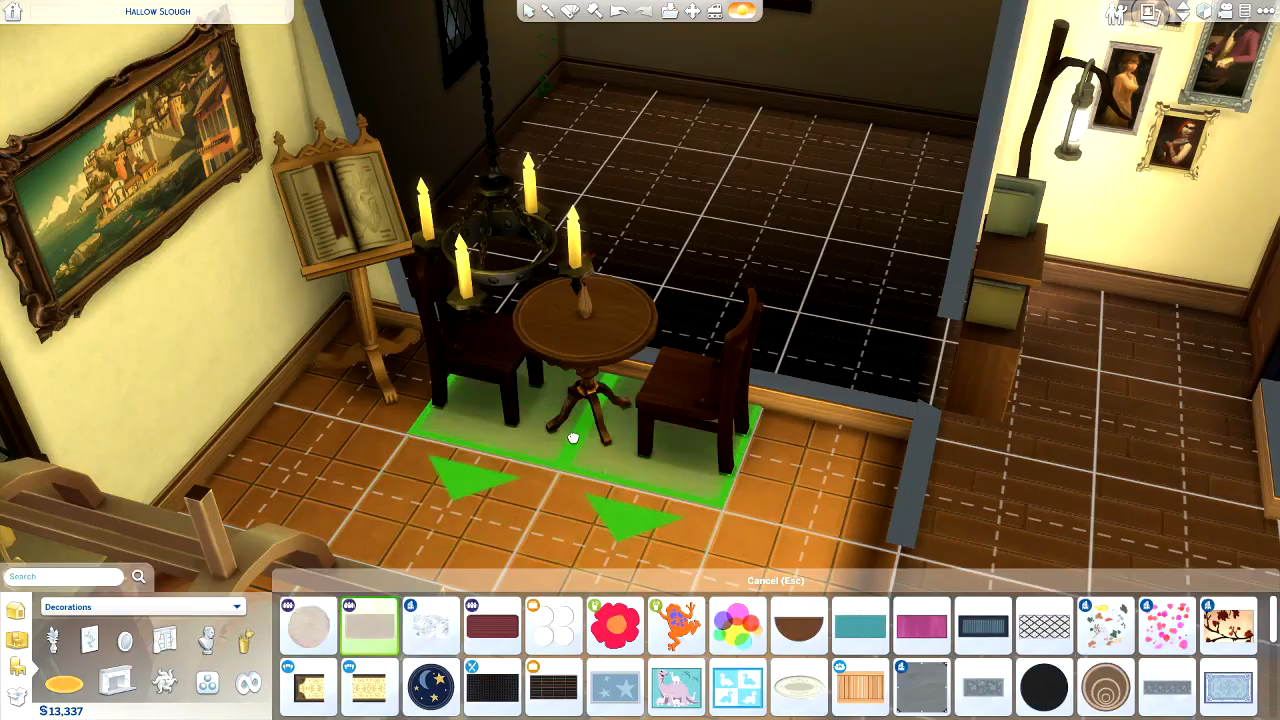 HALLOW SLOUGH
Cancel (Esc)
Search
Decorations
§13,337